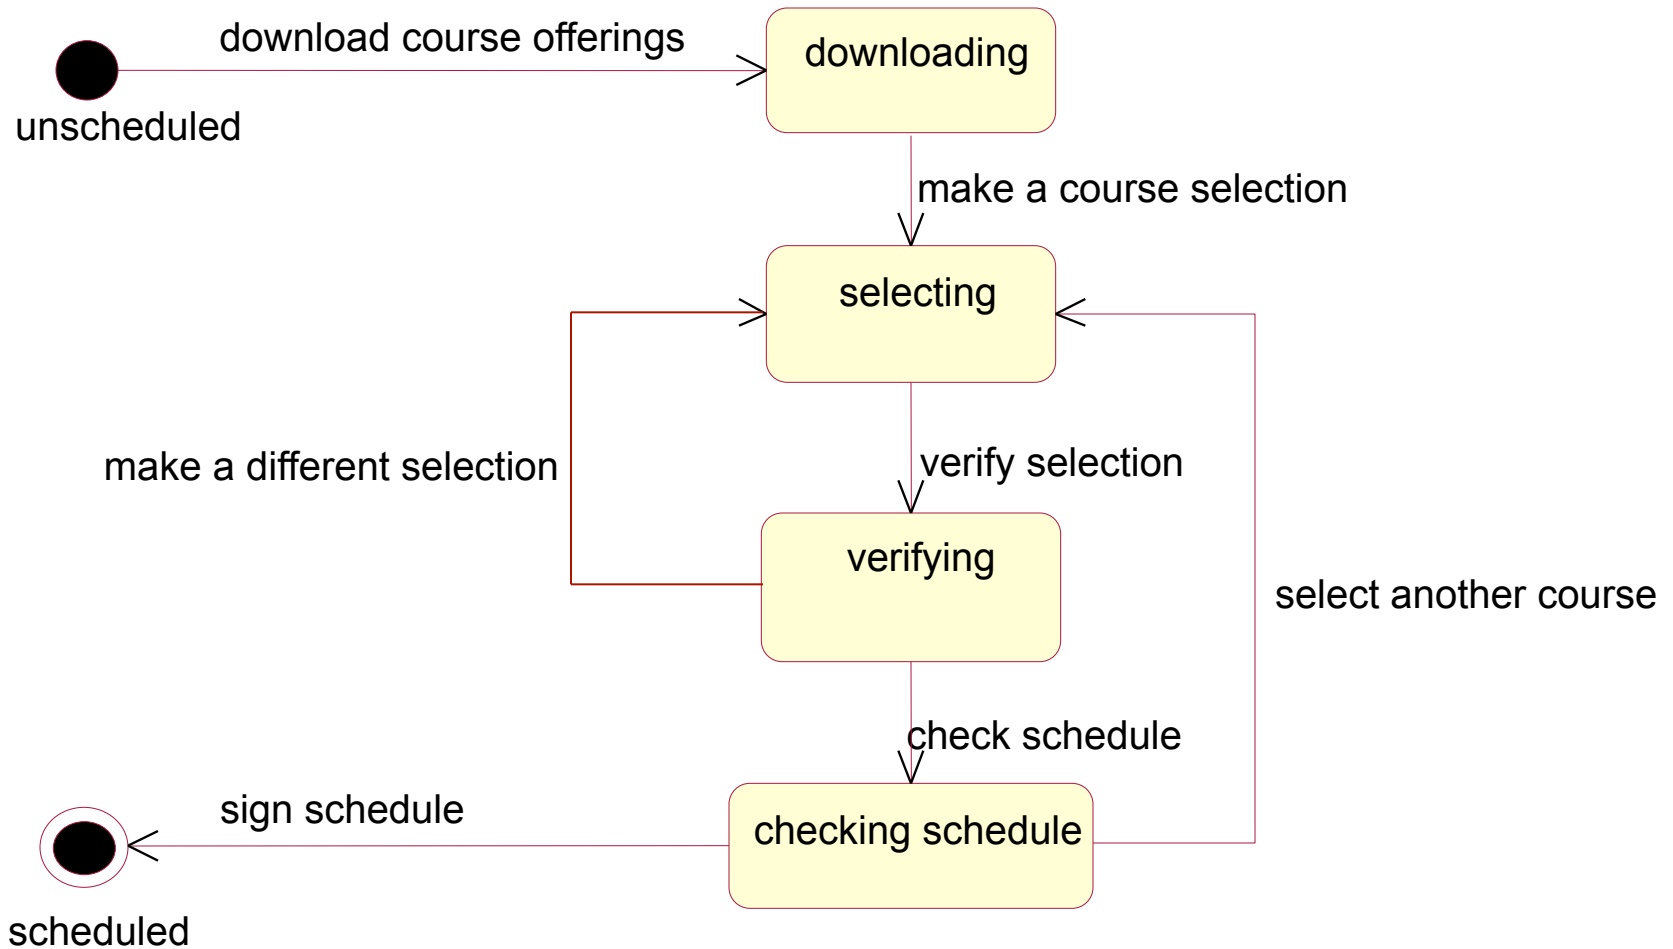 download course offerings
downloading
unscheduled
make a course selection
selecting
make a different selection
verify selection
verifying
select another course
check schedule
sign schedule
checking schedule
scheduled